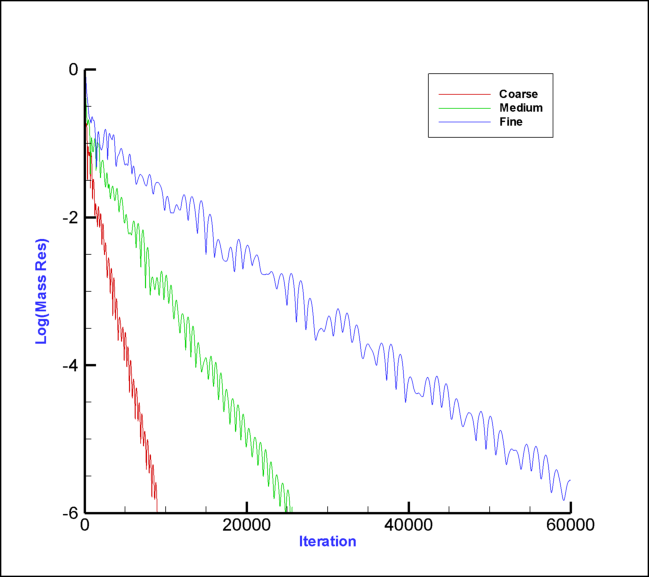 0
Coarse
Medium
Fine
-2
Log(Mass Res)
-4
-6
0 20000 40000 60000
Iteration